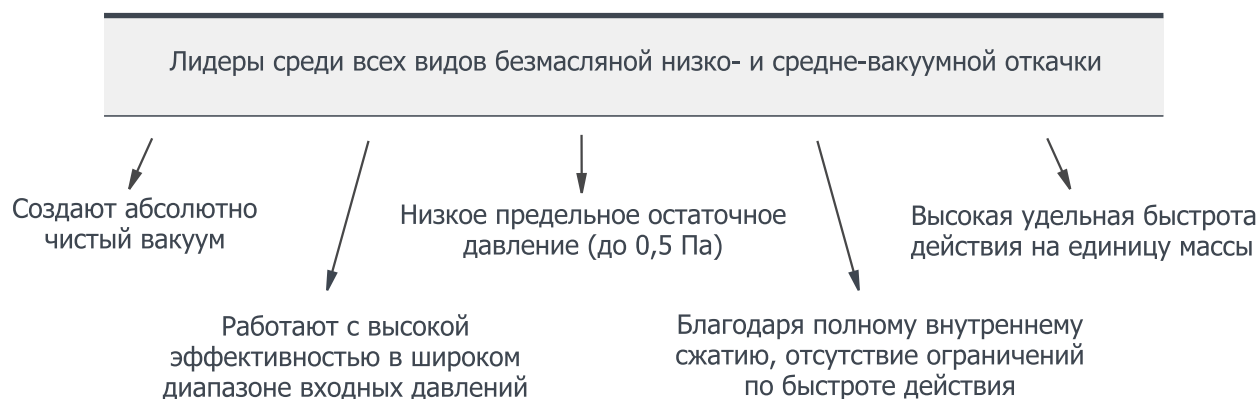 Лидеры среди всех видов безмасляной низко- и средне-вакуумной откачки
Создают абсолютно
чистый вакуум
Работают с высокой
эффективностью в широком
диапазоне входных давлений
Низкое предельное остаточное
давление (до 0,5 Па)
Благодаря полному внутреннему
сжатию, отсутствие ограничений
по быстроте действия
Высокая удельная быстрота
действия на единицу массы